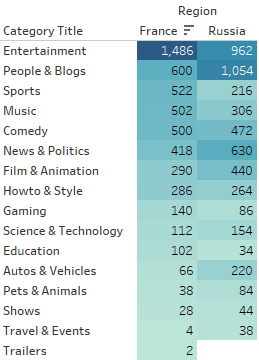 Region
Category Title France Russia
Entertainment 1,486 962
People & Blogs 600 1,054
Sports 522 216
Music 502 306
Comedy 500 472
News & Politics 418 630
Film & Animation 290 440
Howto & Style 286 264
Gaming 140 86
Science & Technology 112 154
Education 102 34
Autos & Vehicles 66 220
Pets & Animals 38 84
Shows 28 44
Travel & Events 4 38
Trailers 2